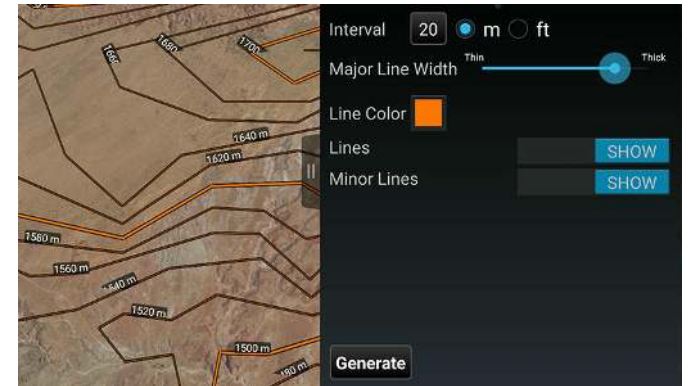 1660
1680
1700
1640 m
1620 m
1580 m
1560 m
1540 m
1520 m
1500 m
Interval 20 m ft
Major Line Width Thin Thick
Line Color
Lines SHOW
Minor Lines SHOW
Generate